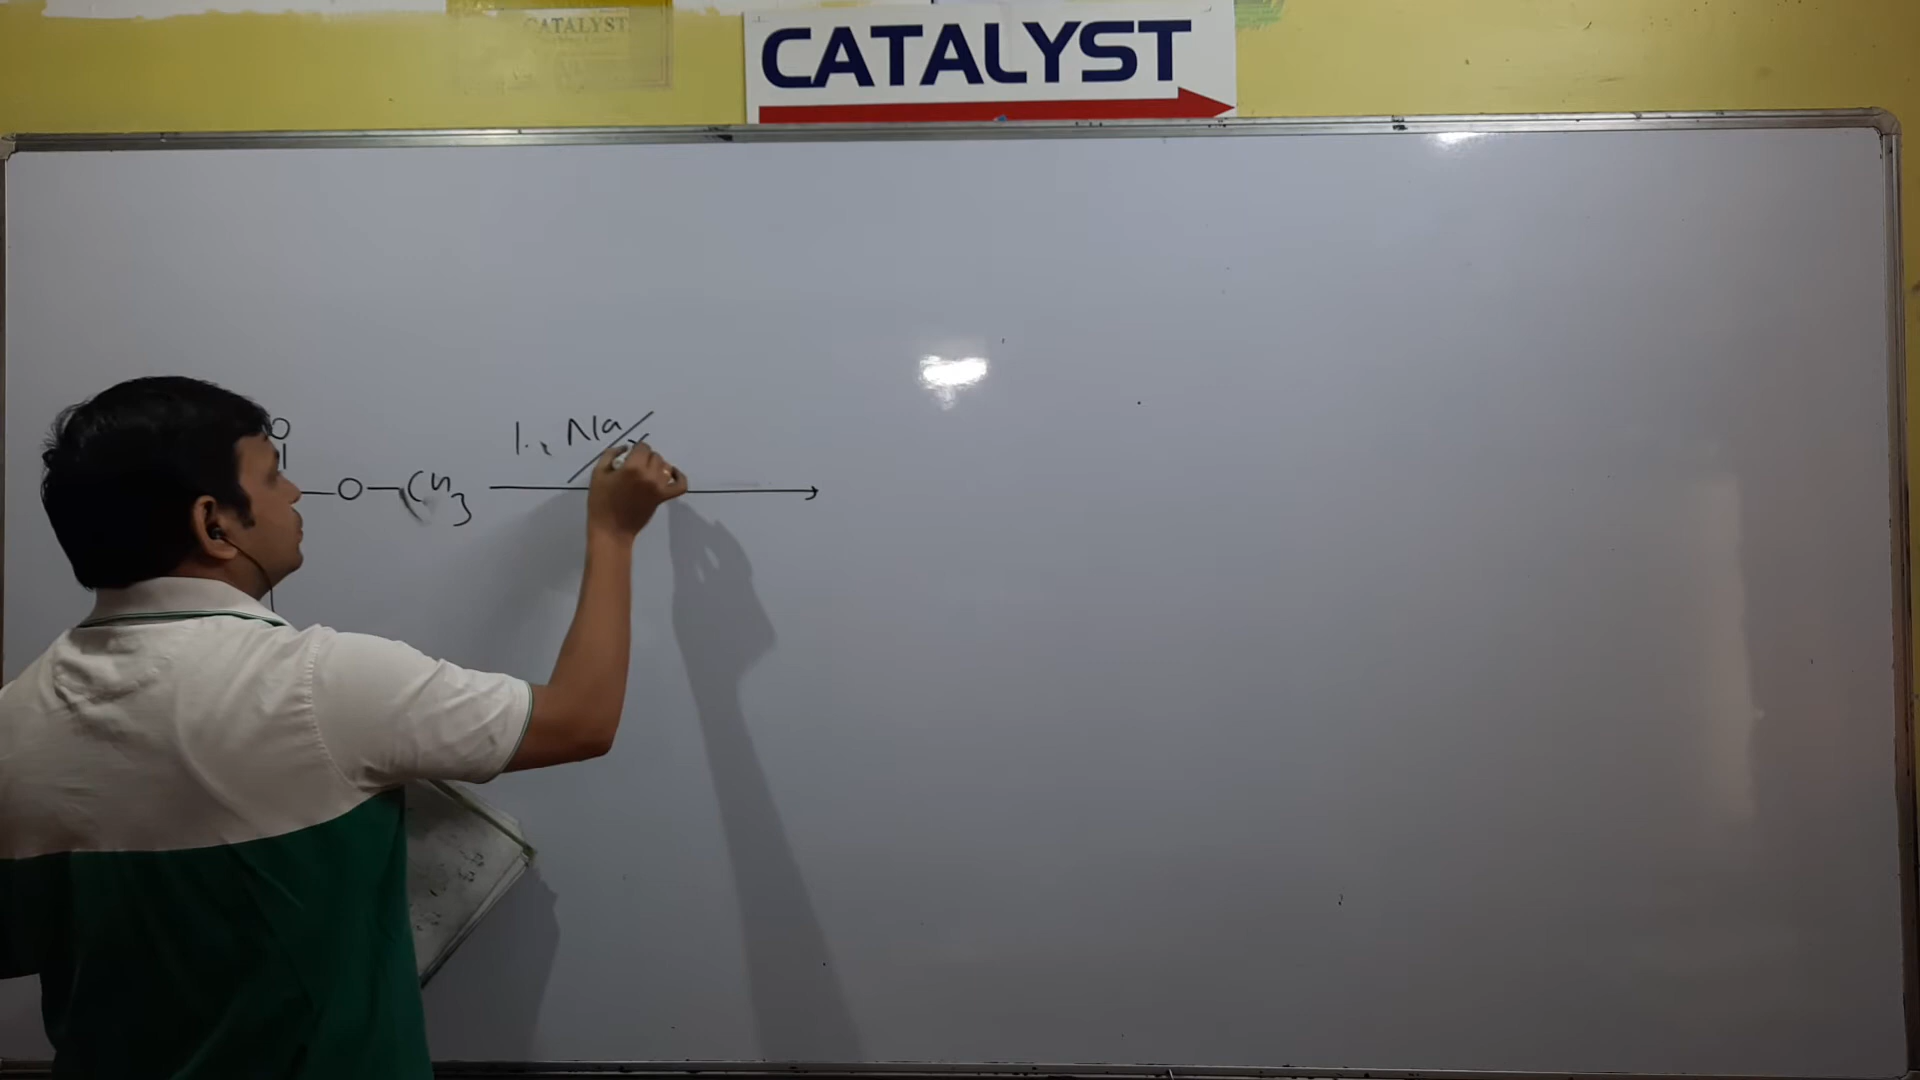 CATALYST
CATALYST
O
1., Na/
O—CH3